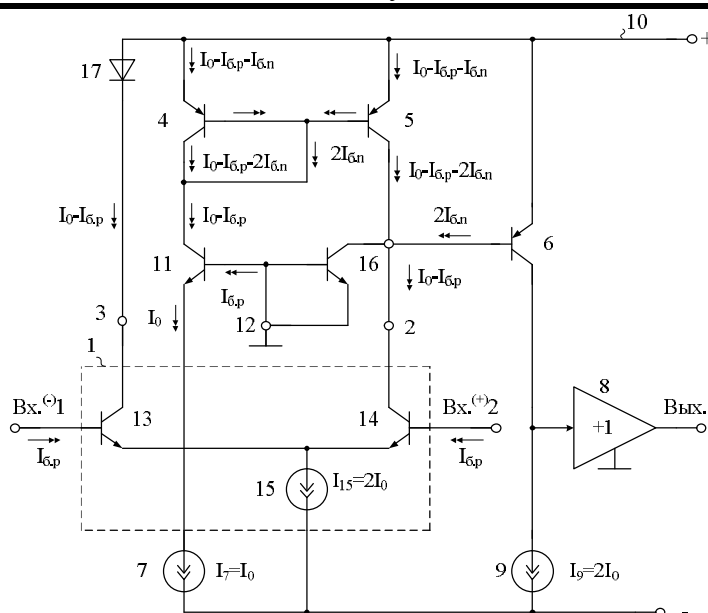 10
+
17
I₀-Iб.р-Iб.п
I₀-Iб.р-Iб.п
4
5
I₀-Iб.р-2Iб.п
2Iб.п
I₀-Iб.р-2Iб.п
I₀-Iб.р
I₀-Iб.р
2Iб.п
6
11
16
Iб.р
I₀-Iб.р
3
I₀
12
2
1
8
Вх.⁽⁻⁾1
13
14
Вх.⁽⁺⁾2
+1
Вых.
Iб.р
Iб.р
15
I₁₅=2I₀
7
I₇=I₀
9
I₉=2I₀
-